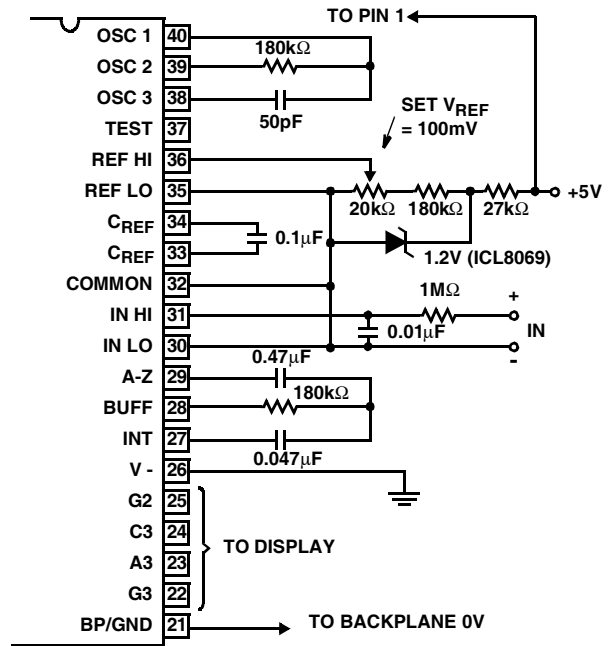 TO PIN 1
OSC 1 40
180kΩ
OSC 2 39
OSC 3 38
50pF
TEST 37
SET VREF
= 100mV
REF HI 36
REF LO 35
20kΩ 180kΩ 27kΩ
+5V
CREF 34
0.1μF
CREF 33
1.2V (ICL8069)
COMMON 32
1MΩ
+
IN HI 31
0.01μF
IN
IN LO 30
-
0.47μF
A-Z 29
180kΩ
BUFF 28
INT 27
0.047μF
V - 26
G2 25
C3 24
TO DISPLAY
A3 23
G3 22
BP/GND 21
TO BACKPLANE 0V